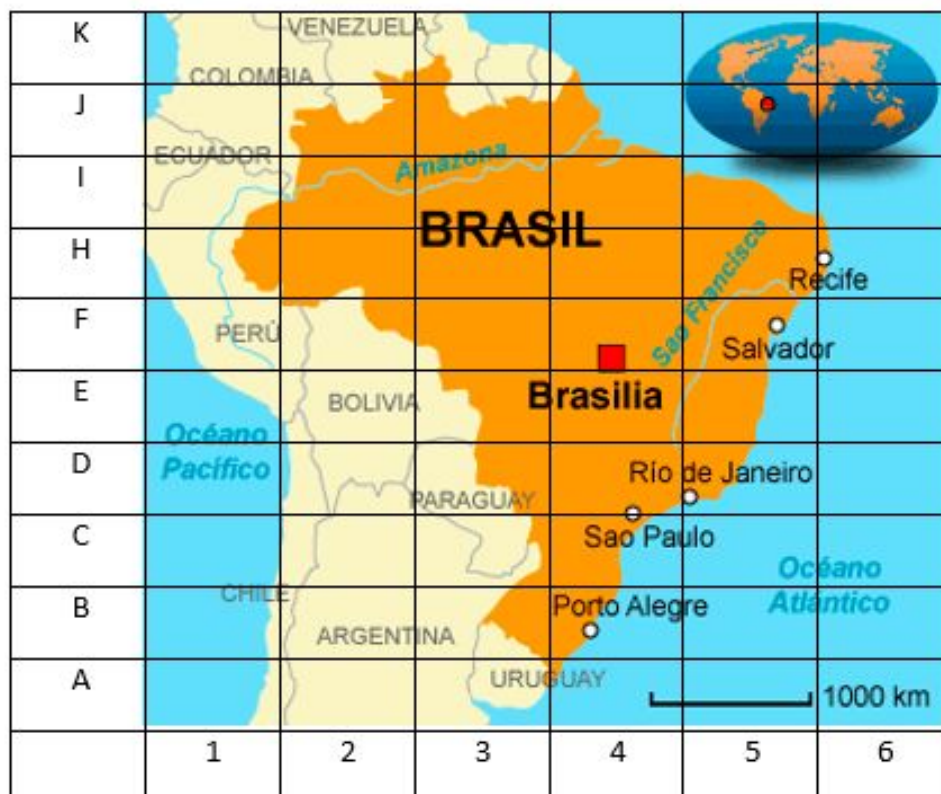 K
VENEZUELA
COLOMBIA
J
ECUADOR
I
Amazona
BRASIL
H
Sao Francisco
Recife
F
PERÚ
Salvador
E
BOLIVIA
Brasilia
Océano
Pacífico
D
Río de Janeiro
PARAGUAY
C
Sao Paulo
CHILE
Océano
Atlántico
B
Porto Alegre
ARGENTINA
A
URUGUAY
1000 km
1 2 3 4 5 6